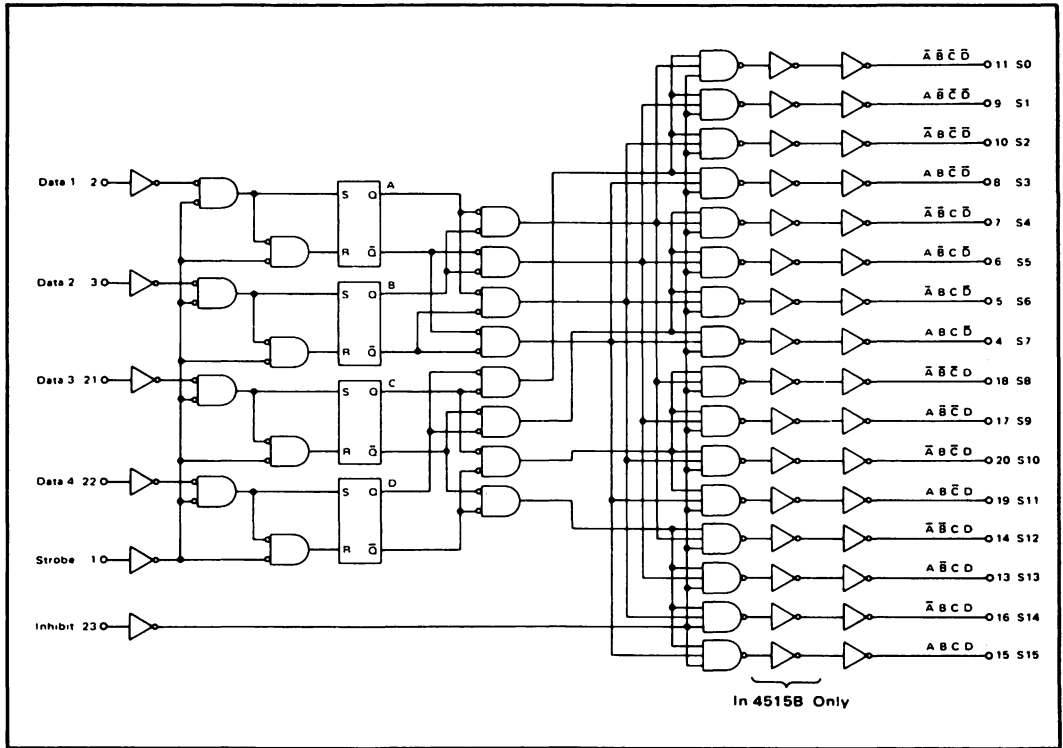 Data 1 2
Data 2 3
Data 3 21
Data 4 22
Strobe 1
Inhibit 23
S Q A
R Q̄
S Q B
R Q̄
S Q C
R Q̄
S Q D
R Q̄
Ā B̄ C̄ D̄ 11 S0
A B̄ C̄ D̄ 9 S1
Ā B C̄ D̄ 10 S2
A B C̄ D̄ 8 S3
Ā B̄ C D̄ 7 S4
A B̄ C D̄ 6 S5
Ā B C D̄ 5 S6
A B C D̄ 4 S7
Ā B̄ C̄ D 18 S8
A B̄ C̄ D 17 S9
Ā B C̄ D 20 S10
A B C̄ D 19 S11
Ā B̄ C D 14 S12
A B̄ C D 13 S13
Ā B C D 16 S14
A B C D 15 S15
In 4515B Only